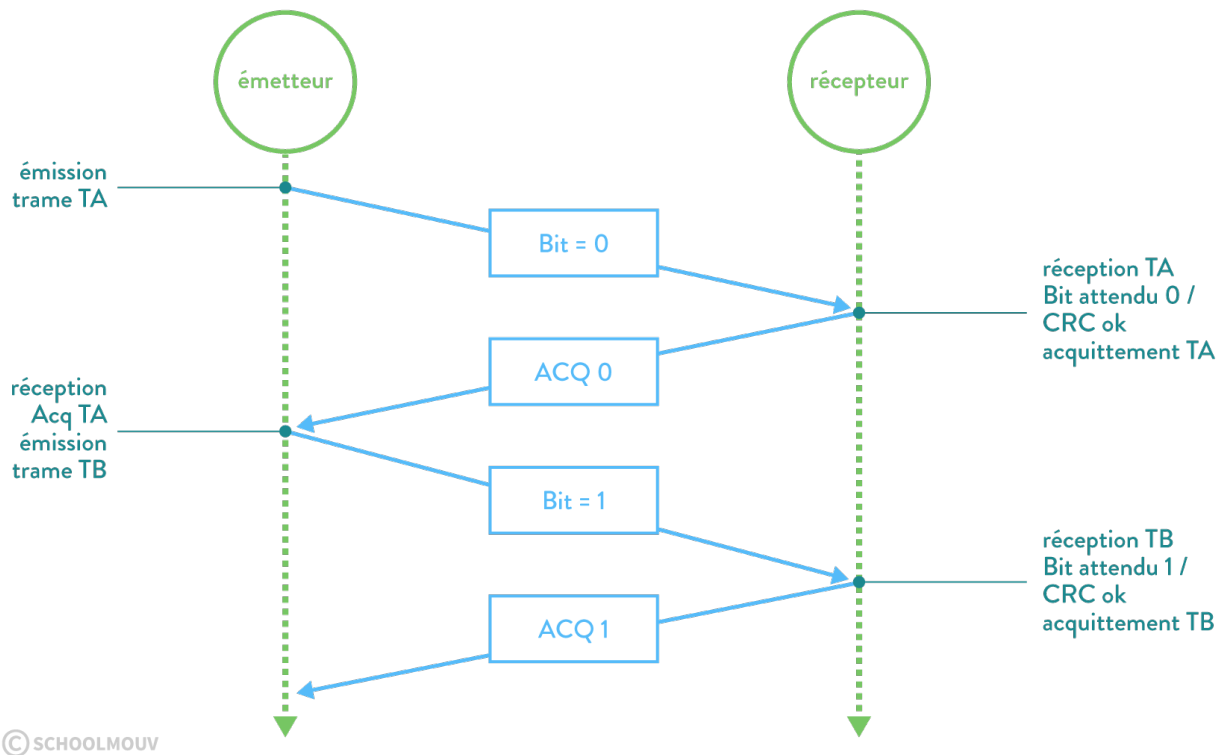 émetteur
récepteur
émission
trame TA
Bit = 0
réception TA
Bit attendu 0 /
CRC ok
acquittement TA
ACQ 0
réception
Acq TA
émission
trame TB
Bit = 1
réception TB
Bit attendu 1 /
CRC ok
acquittement TB
ACQ 1
© SCHOOLMOUV